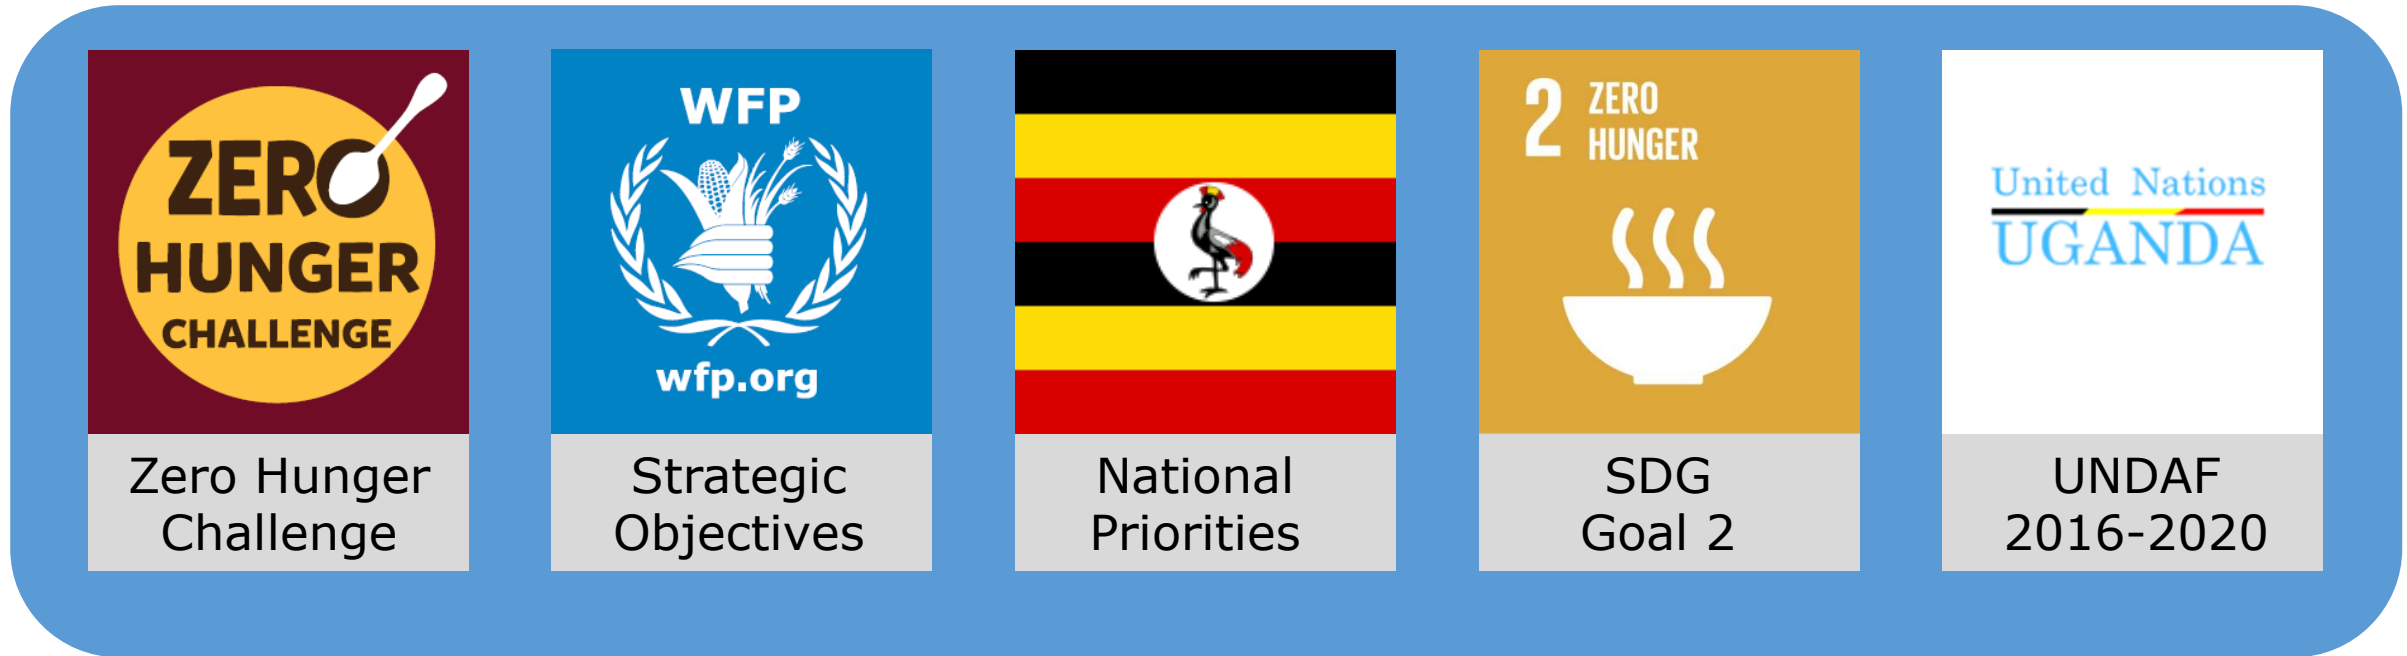 ZERO
HUNGER
CHALLENGE
Zero Hunger
Challenge
WFP
wfp.org
Strategic
Objectives
National
Priorities
2 ZERO
HUNGER
SDG
Goal 2
United Nations
UGANDA
UNDAF
2016-2020